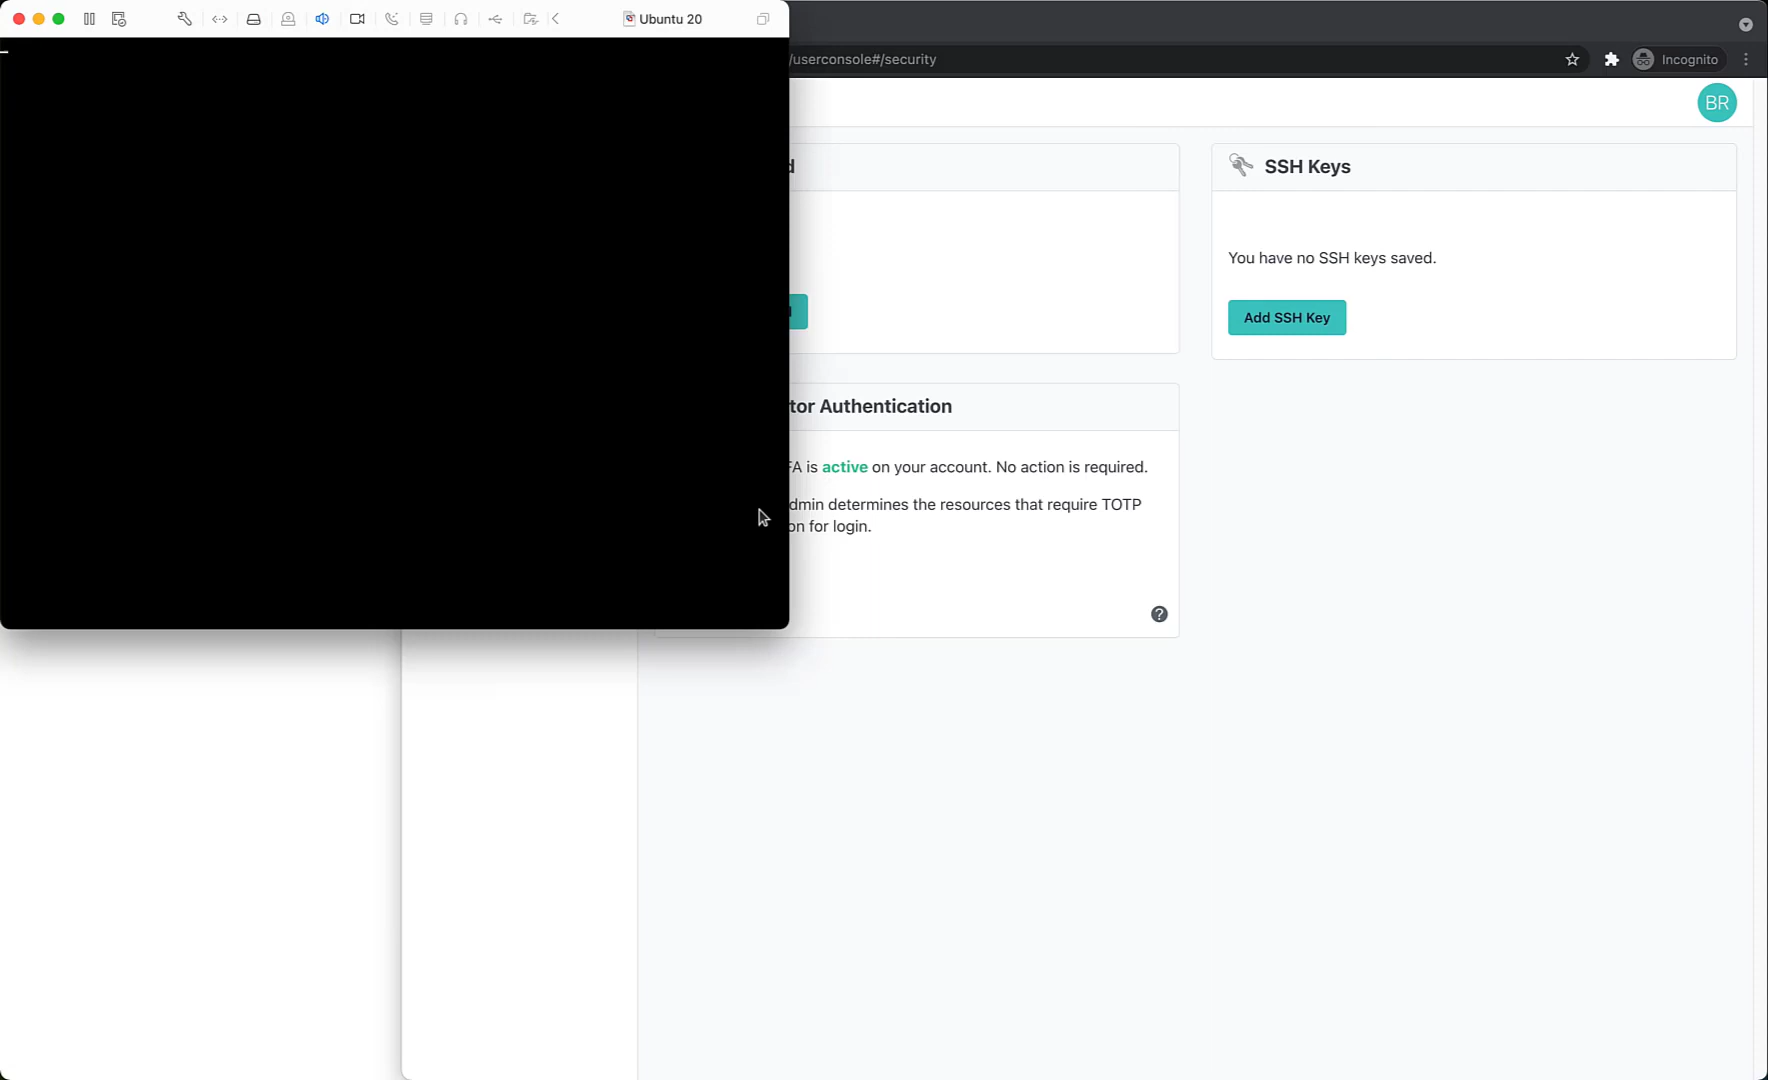 Ubuntu 20
/userconsole#/security
Incognito
BR
SSH Keys
You have no SSH keys saved.
Add SSH Key
tor Authentication
FA is active on your account. No action is required.
dmin determines the resources that require TOTP
on for login.